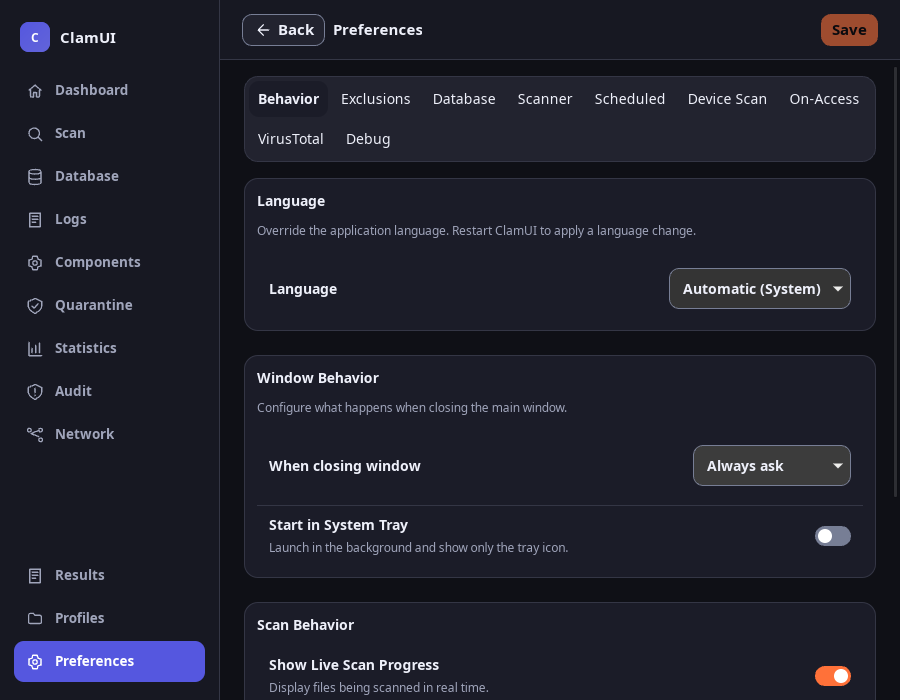 C ClamUI
Dashboard
Scan
Database
Logs
Components
Quarantine
Statistics
Audit
Network
Results
Profiles
Preferences
Back Preferences Save
Behavior Exclusions Database Scanner Scheduled Device Scan On-Access
VirusTotal Debug
Language
Override the application language. Restart ClamUI to apply a language change.
Language Automatic (System)
Window Behavior
Configure what happens when closing the main window.
When closing window Always ask
Start in System Tray
Launch in the background and show only the tray icon.
Scan Behavior
Show Live Scan Progress
Display files being scanned in real time.